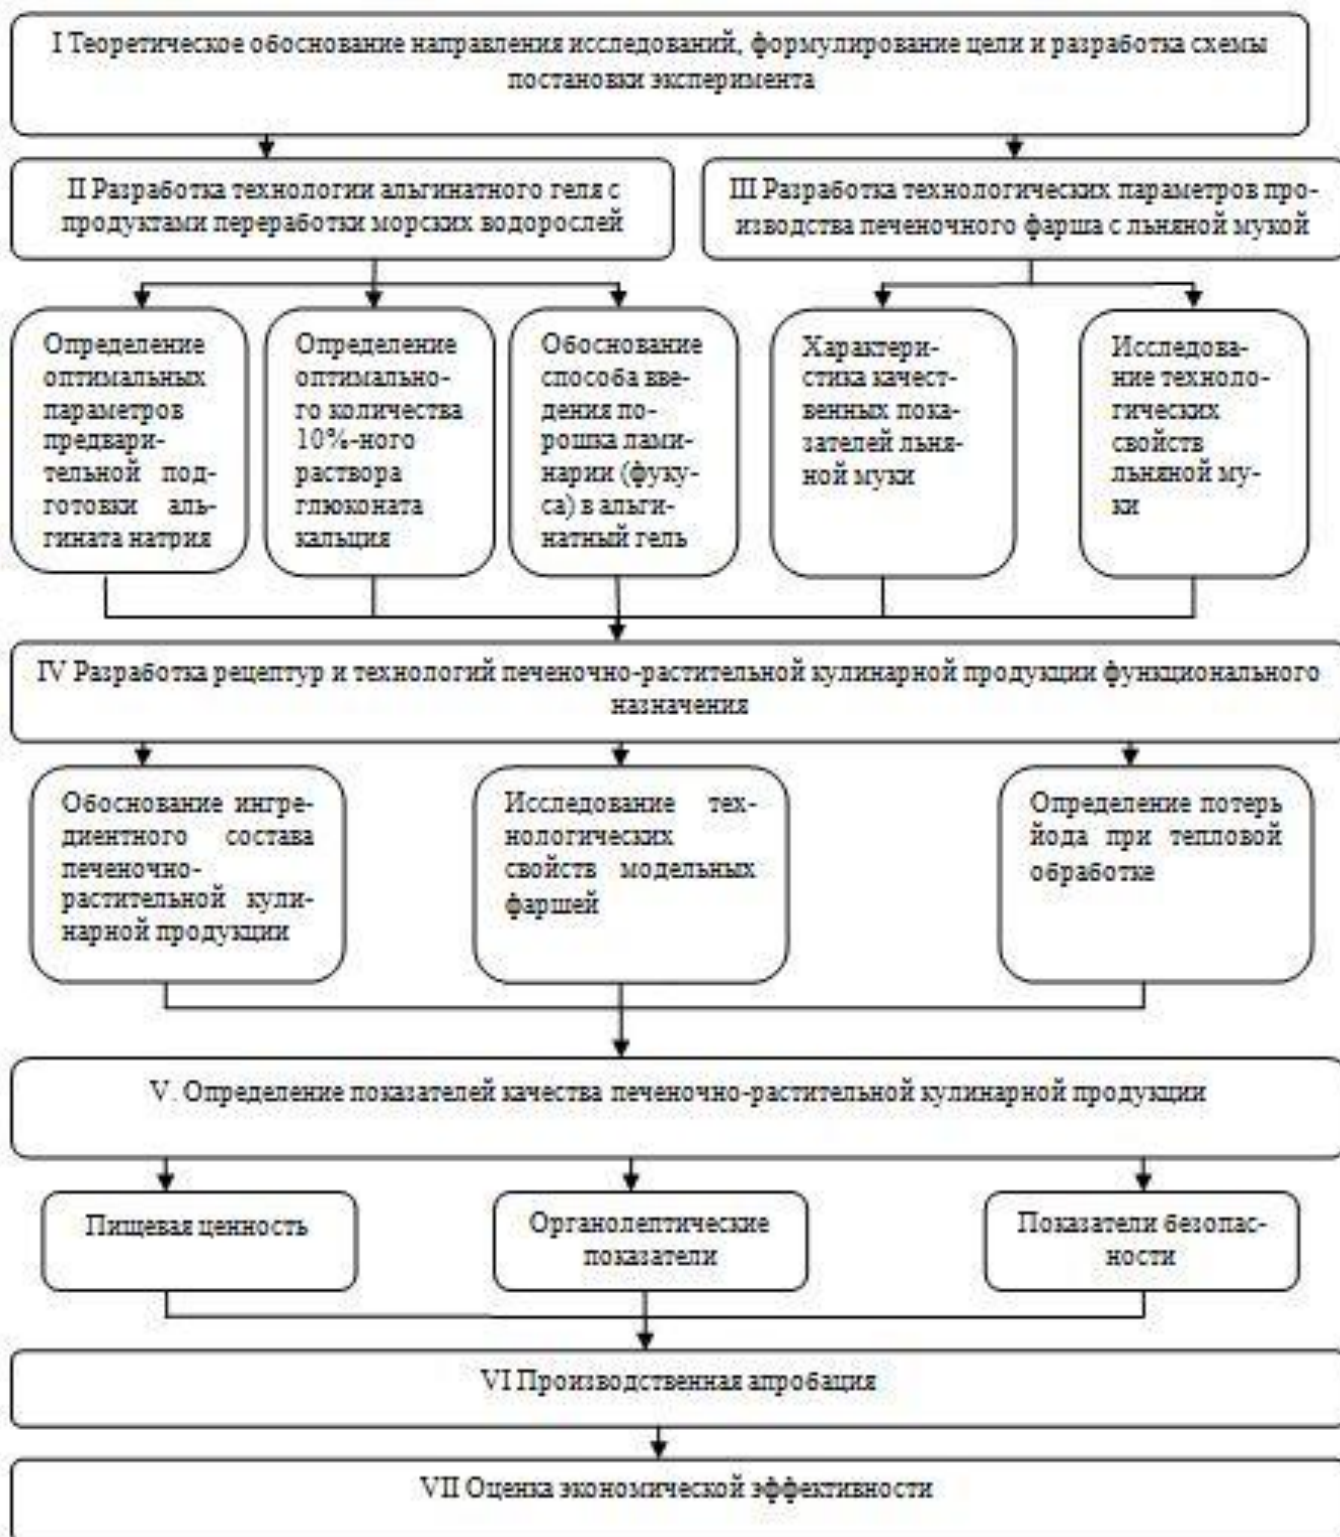 I Теоретическое обоснование направления исследований, формулирование цели и разработка схемы
постановки эксперимента
II Разработка технологии альгинатного геля с
продуктами переработки морских водорослей
III Разработка технологических параметров про-
изводства печеночного фарша с льняной мукой
Определение
оптимальных
параметров
предвари-
тельной под-
готовки аль-
гината натрия
Определение
оптимально-
го количества
10%-ного
раствора
глюконата
кальция
Обоснование
способа вве-
дения по-
рошка лами-
нарии (фуку-
са) в альги-
натный гель
Характери-
стика качест-
венных пока-
зателей льня-
ной муки
Исследова-
ние техноло-
гических
свойств
льняной му-
ки
IV Разработка рецептур и технологий печеночно-растительной кулинарной продукции функционального
назначения
Обоснование ингре-
диентного состава
печеночно-
растительной кули-
нарной продукции
Исследование тех-
нологических
свойств модельных
фаршей
Определение потерь
йода при тепловой
обработке
V. Определение показателей качества печеночно-растительной кулинарной продукции
Пищевая ценность
Органолептические
показатели
Показатели безопас-
ности
VI Производственная апробация
VII Оценка экономической эффективности